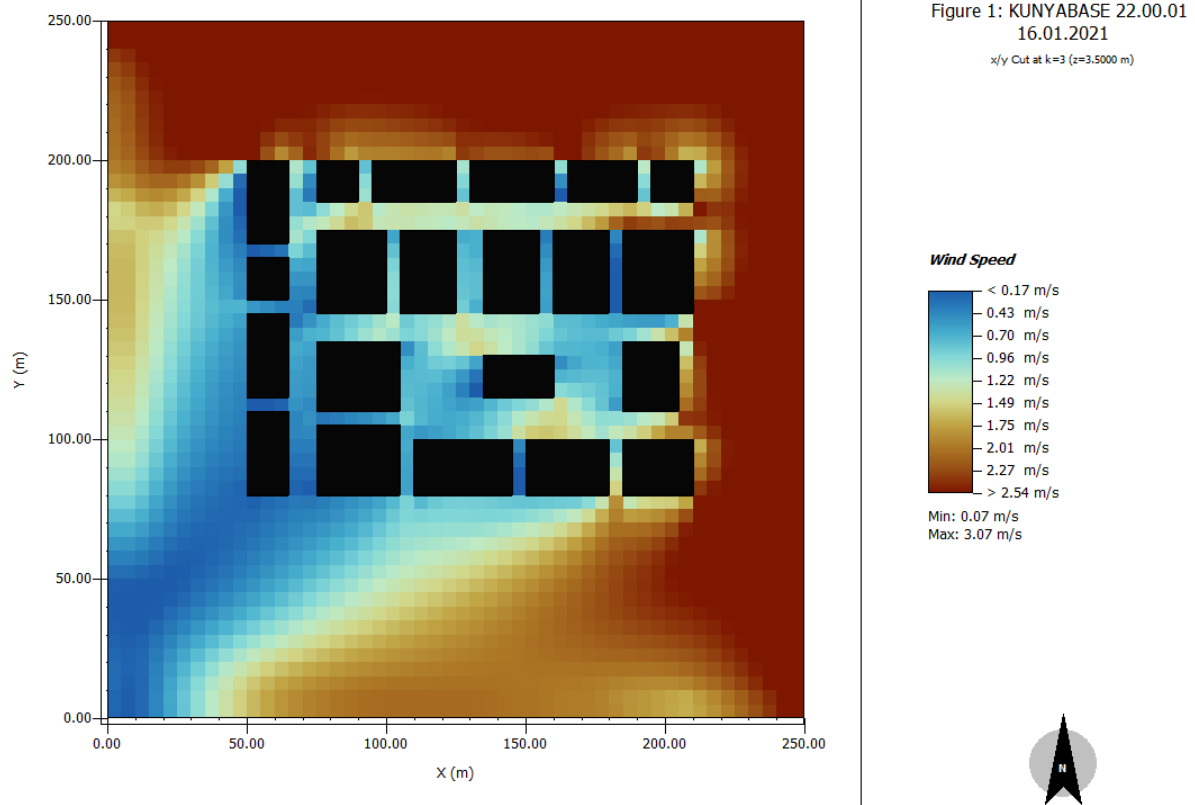 Figure 1: KUNYABASE 22.00.01
16.01.2021
x/y Cut at k=3 (z=3.5000 m)
250.00
200.00
150.00
100.00
50.00
0.00
Y (m)
0.00 50.00 100.00 150.00 200.00 250.00
X (m)
Wind Speed
< 0.17 m/s
0.43 m/s
0.70 m/s
0.96 m/s
1.22 m/s
1.49 m/s
1.75 m/s
2.01 m/s
2.27 m/s
> 2.54 m/s
Min: 0.07 m/s
Max: 3.07 m/s
N